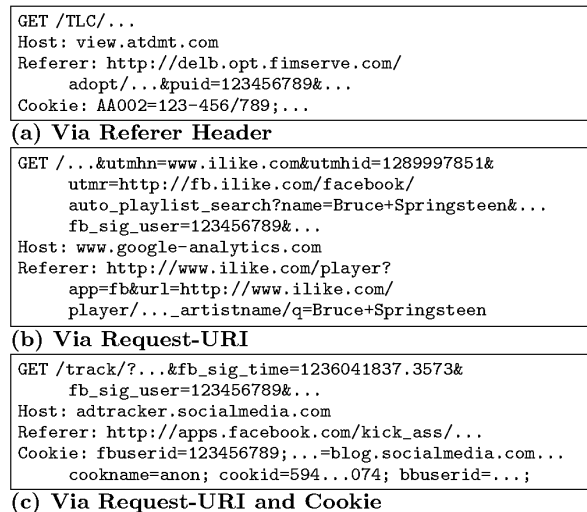 GET /TLC/...
Host: view.atdmt.com
Referer: http://delb.opt.fimserve.com/
adopt/...&puid=123456789&...
Cookie: AA002=123-456/789;...
(a) Via Referer Header
GET /...&utmhn=www.ilike.com&utmhid=1289997851&
utmr=http://fb.ilike.com/facebook/
auto_playlist_search?name=Bruce+Springsteen&...
fb_sig_user=123456789&...
Host: www.google-analytics.com
Referer: http://www.ilike.com/player?
app=fb&url=http://www.ilike.com/
player/..._artistname/q=Bruce+Springsteen
(b) Via Request-URI
GET /track/?...&fb_sig_time=1236041837.3573&
fb_sig_user=123456789&...
Host: adtracker.socialmedia.com
Referer: http://apps.facebook.com/kick_ass/...
Cookie: fbuserid=123456789;...=blog.socialmedia.com...
cookname=anon; cookid=594...074; bbuserid=...;
(c) Via Request-URI and Cookie